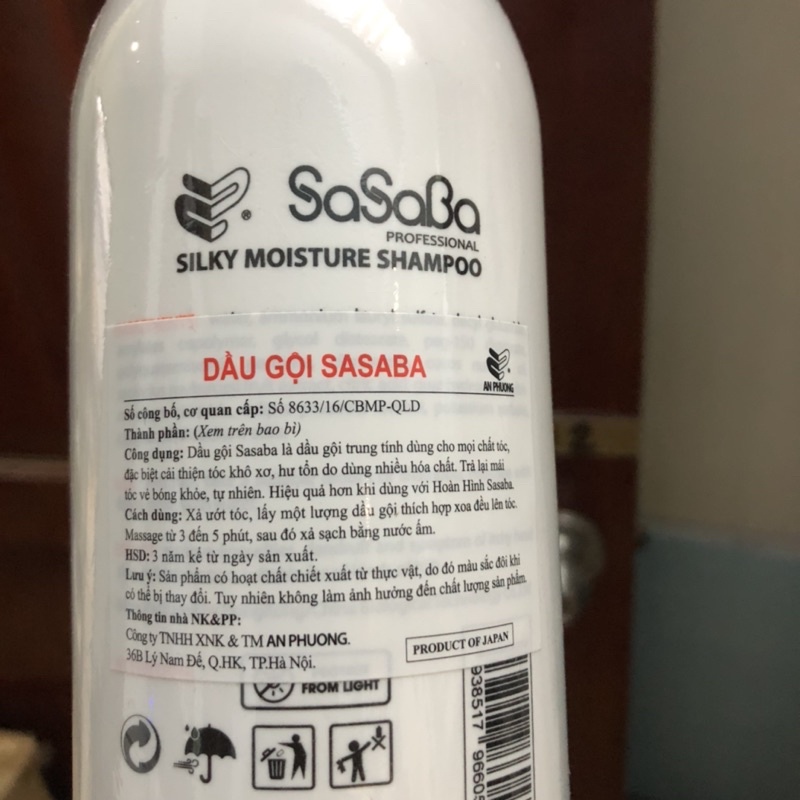 SaSaBa
PROFESSIONAL
SILKY MOISTURE SHAMPOO
DẦU GỘI SASABA
AN PHUONG
Số công bố, cơ quan cấp: Số 8633/16/CBMP-QLD
Thành phần: (Xem trên bao bì)
Công dụng: Dầu gội Sasaba là dầu gội trung tính dùng cho mọi chất tóc,
đặc biệt cải thiện tóc khô xơ, hư tổn do dùng nhiều hóa chất. Trả lại mái
tóc vẻ bóng khỏe, tự nhiên. Hiệu quả hơn khi dùng với Hoàn Hình Sasaba.
Cách dùng: Xả ướt tóc, lấy một lượng dầu gội thích hợp xoa đều lên tóc.
Massage từ 3 đến 5 phút, sau đó xả sạch bằng nước ấm.
HSD: 3 năm kể từ ngày sản xuất.
Lưu ý: Sản phẩm có hoạt chất chiết xuất từ thực vật, do đó màu sắc đôi khi
có thể bị thay đổi. Tuy nhiên không làm ảnh hưởng đến chất lượng sản phẩm.
Thông tin nhà NK&PP:
Công ty TNHH XNK & TM AN PHUONG.
36B Lý Nam Đế, Q.HK, TP.Hà Nội.
PRODUCT OF JAPAN
FROM LIGHT
938517 96605